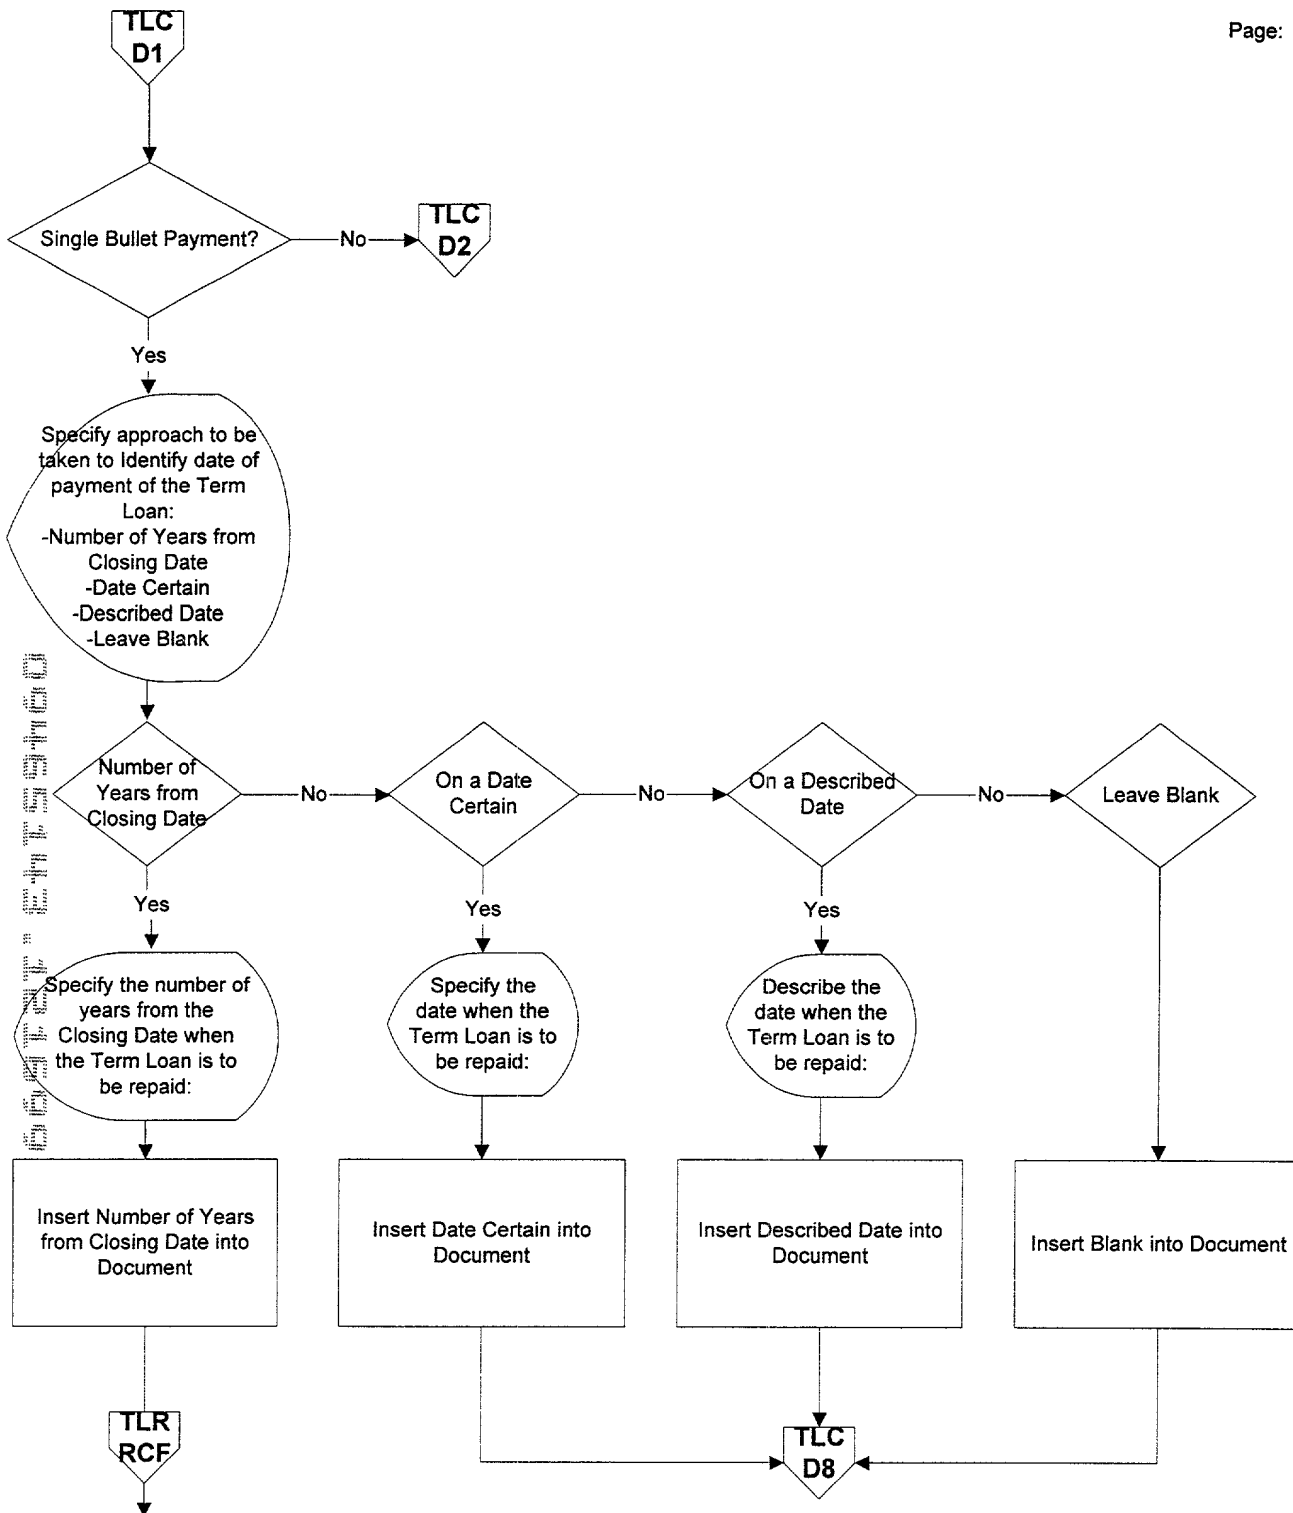 TLC
D1
Page:
Single Bullet Payment?
No
TLC
D2
Yes
Specify approach to be
taken to Identify date of
payment of the Term
Loan:
-Number of Years from
Closing Date
-Date Certain
-Described Date
-Leave Blank
Number of
Years from
Closing Date
No
On a Date
Certain
No
On a Described
Date
No
Leave Blank
Yes
Yes
Yes
Specify the number of
years from the
Closing Date when
the Term Loan is to
be repaid:
Specify the
date when the
Term Loan is to
be repaid:
Describe the
date when the
Term Loan is to
be repaid:
Insert Number of Years
from Closing Date into
Document
Insert Date Certain into
Document
Insert Described Date into
Document
Insert Blank into Document
TLR
RCF
TLC
D8